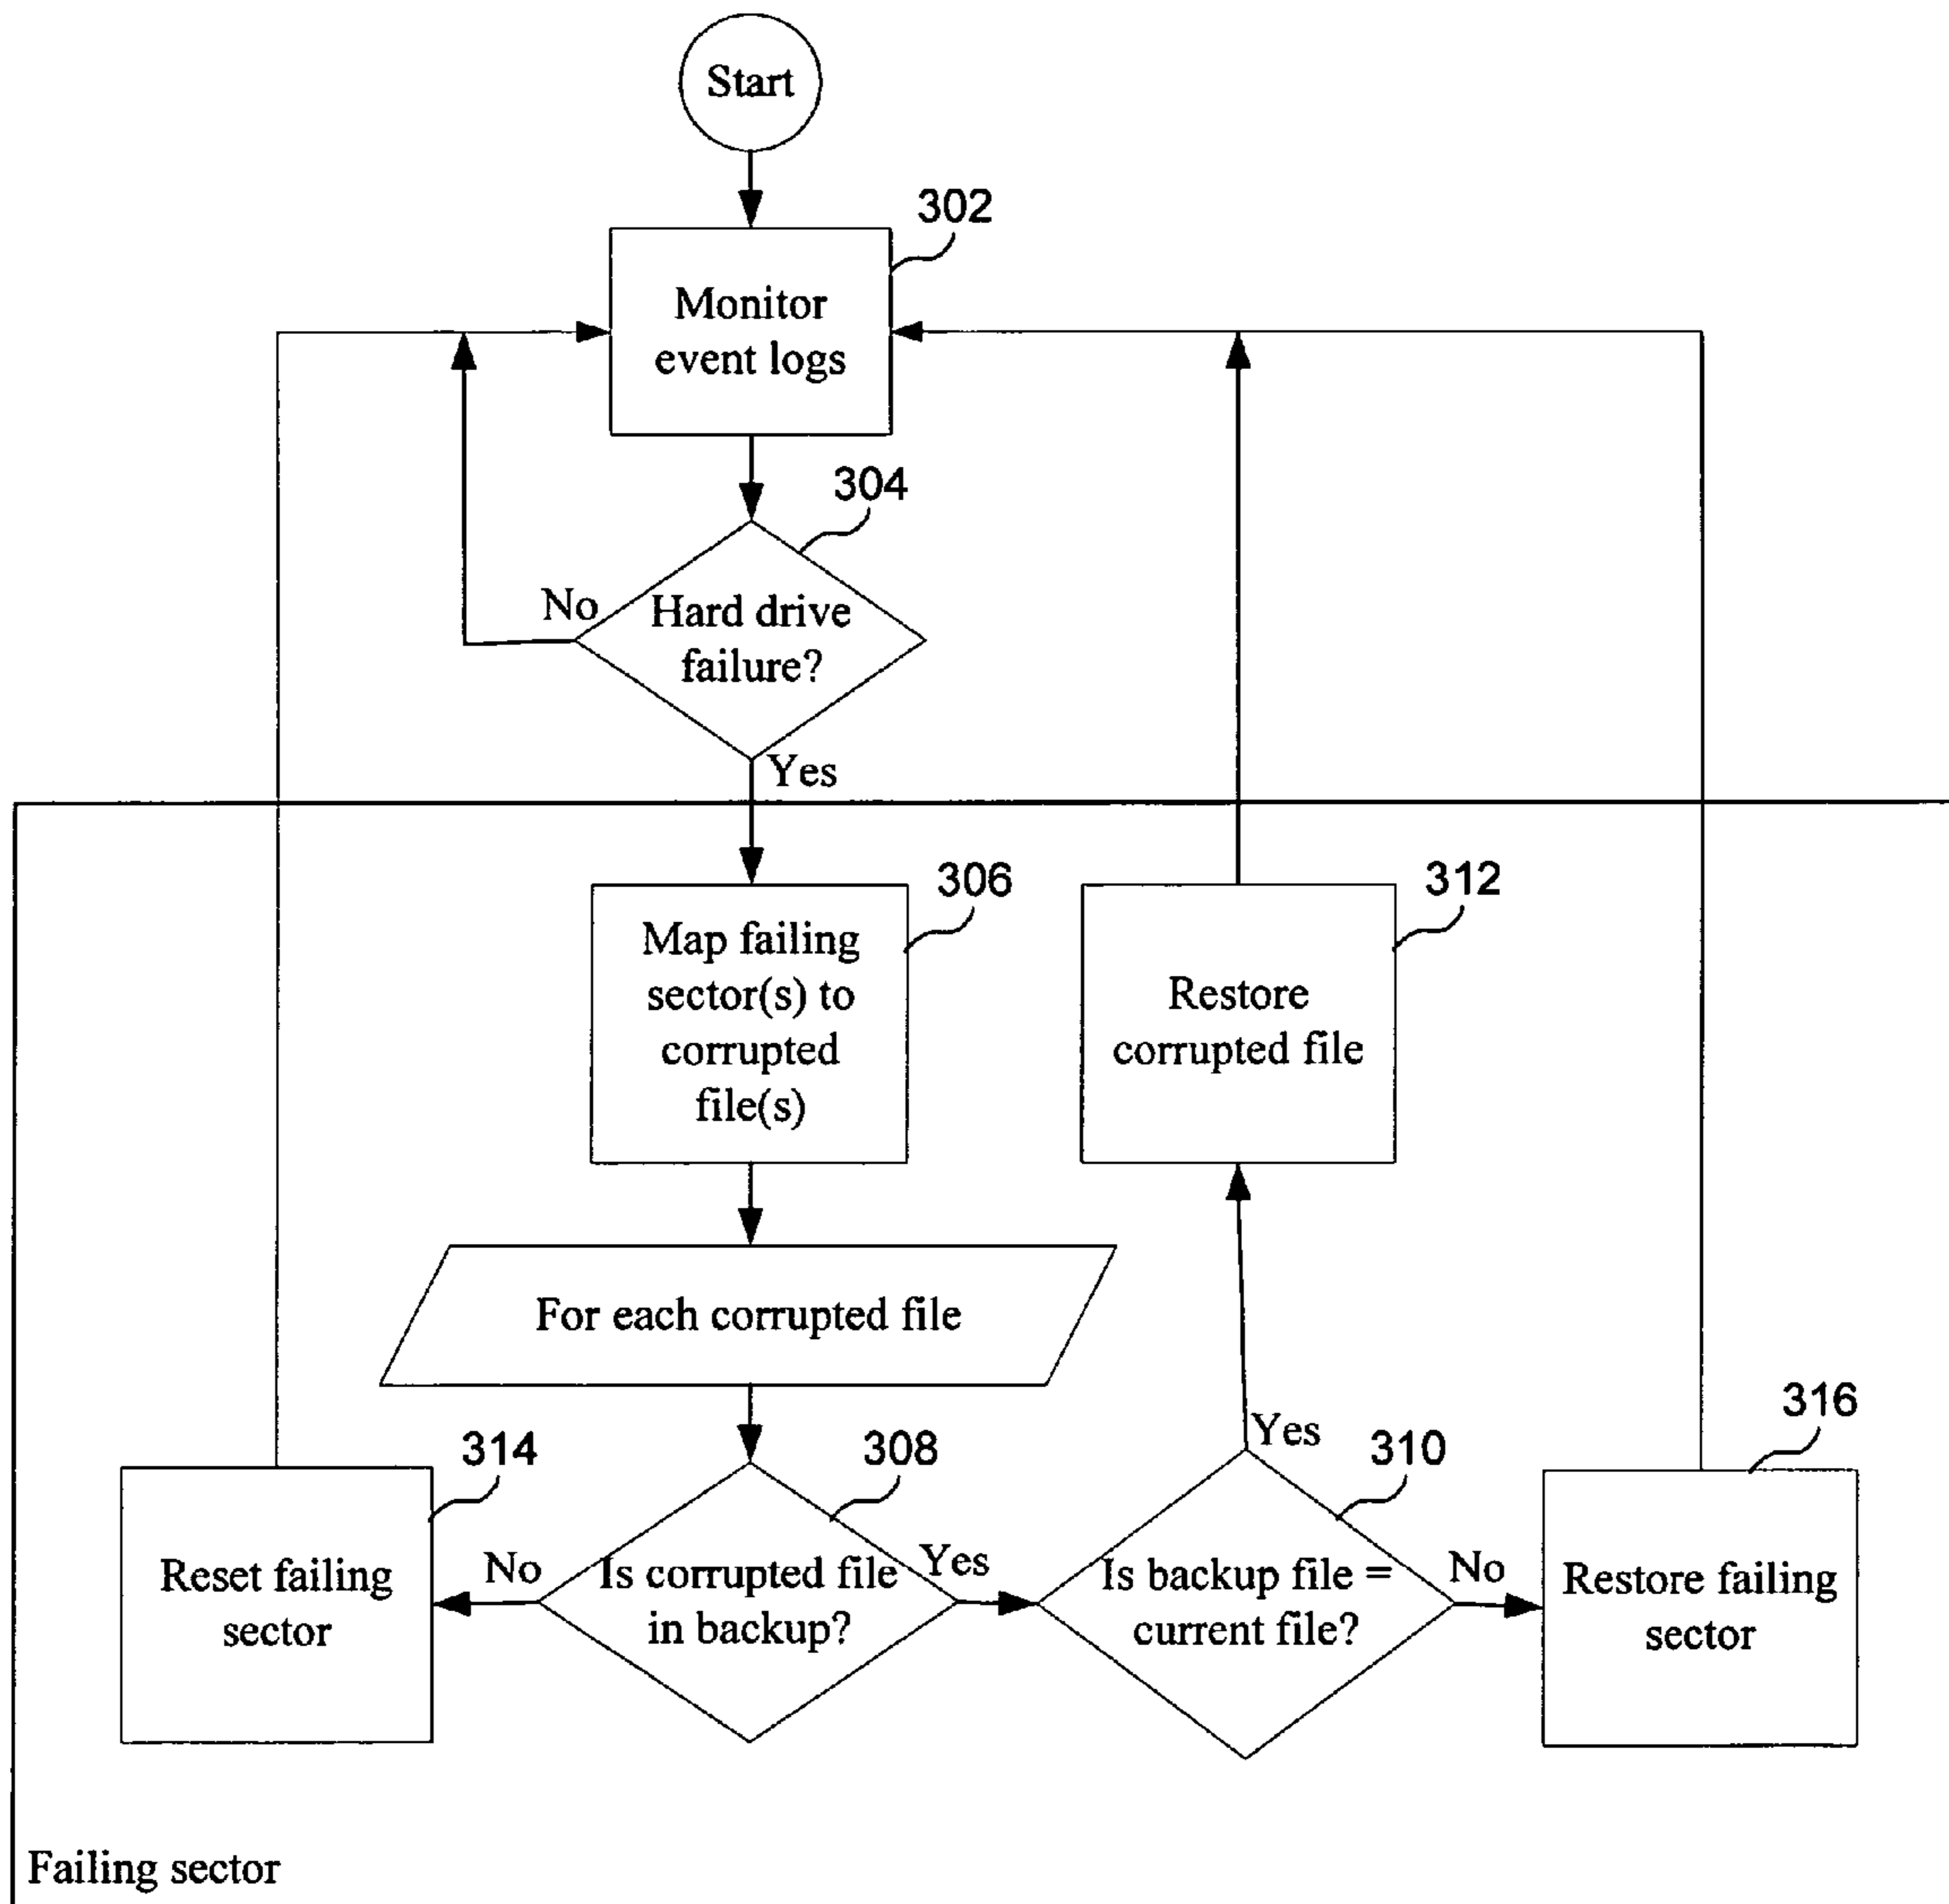 Start
302
Monitor
event logs
304
No
Hard drive
failure?
Yes
306
Map failing
sector(s) to
corrupted
file(s)
312
Restore
corrupted file
For each corrupted file
314
Reset failing
sector
No
308
Is corrupted file
in backup?
Yes
310
Is backup file =
current file?
Yes
No
316
Restore failing
sector
Failing sector